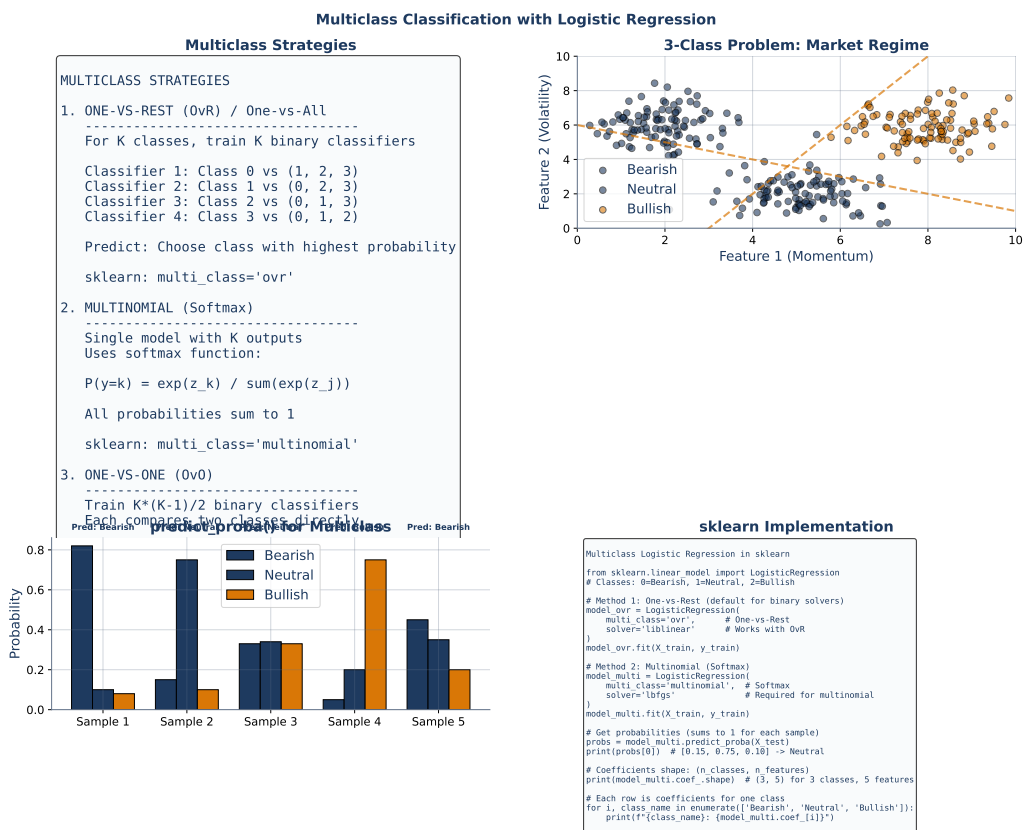 Multiclass Classification with Logistic Regression
Multiclass Strategies
MULTICLASS STRATEGIES
1. ONE-VS-REST (OvR) / One-vs-All
----------------------------------
For K classes, train K binary classifiers
Classifier 1: Class 0 vs (1, 2, 3)
Classifier 2: Class 1 vs (0, 2, 3)
Classifier 3: Class 2 vs (0, 1, 3)
Classifier 4: Class 3 vs (0, 1, 2)
Predict: Choose class with highest probability
sklearn: multi_class='ovr'
2. MULTINOMIAL (Softmax)
----------------------------------
Single model with K outputs
Uses softmax function:
P(y=k) = exp(z_k) / sum(exp(z_j))
All probabilities sum to 1
sklearn: multi_class='multinomial'
3. ONE-VS-ONE (OvO)
----------------------------------
Train K*(K-1)/2 binary classifiers
Each compares two classes directly
3-Class Problem: Market Regime
Feature 2 (Volatility)
10
8
6
4
2
0
Bearish
Neutral
Bullish
0 2 4 6 8 10
Feature 1 (Momentum)
predict_proba() for Multiclass
Pred: Bearish
Pred: Bearish
Probability
0.8
0.6
0.4
0.2
0.0
Bearish
Neutral
Bullish
Sample 1 Sample 2 Sample 3 Sample 4 Sample 5
sklearn Implementation
Multiclass Logistic Regression in sklearn
from sklearn.linear_model import LogisticRegression
# Classes: 0=Bearish, 1=Neutral, 2=Bullish
# Method 1: One-vs-Rest (default for binary solvers)
model_ovr = LogisticRegression(
multi_class='ovr', # One-vs-Rest
solver='liblinear' # Works with OvR
)
model_ovr.fit(X_train, y_train)
# Method 2: Multinomial (Softmax)
model_multi = LogisticRegression(
multi_class='multinomial', # Softmax
solver='lbfgs' # Required for multinomial
)
model_multi.fit(X_train, y_train)
# Get probabilities (sums to 1 for each sample)
probs = model_multi.predict_proba(X_test)
print(probs[0]) # [0.15, 0.75, 0.10] -> Neutral
# Coefficients shape: (n_classes, n_features)
print(model_multi.coef_.shape) # (3, 5) for 3 classes, 5 features
# Each row is coefficients for one class
for i, class_name in enumerate(['Bearish', 'Neutral', 'Bullish']):
print(f"{class_name}: {model_multi.coef_[i]}")